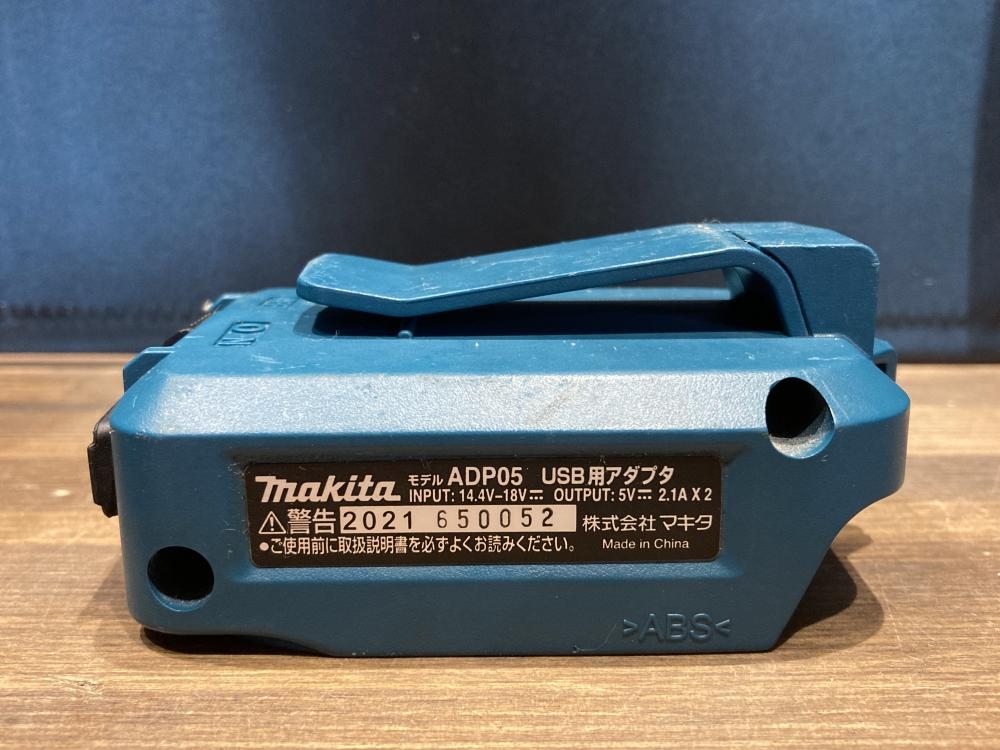 ON
makita モデル ADP05 USB用アダプタ
INPUT: 14.4V-18V⎓ OUTPUT: 5V⎓ 2.1A X 2
⚠警告 2021 650052 株式会社 マキタ
●ご使用前に取扱説明書を必ずよくお読みください。 Made in China
>ABS<